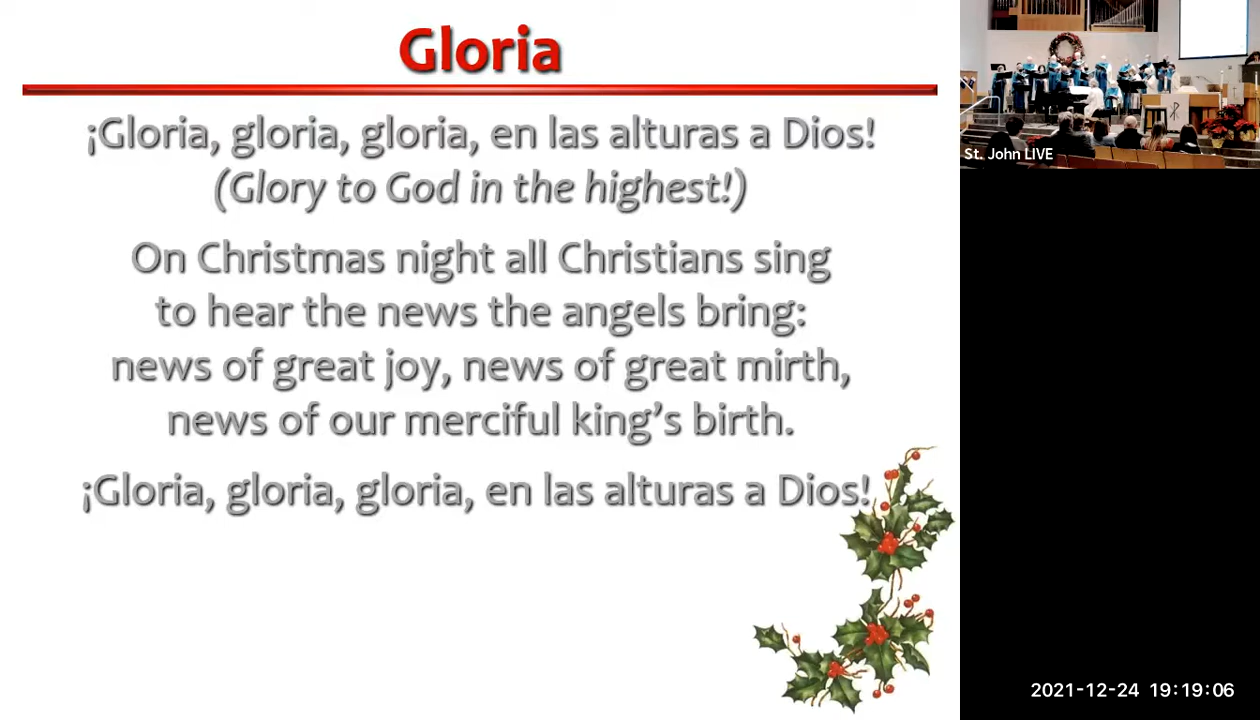 Gloria
¡Gloria, gloria, gloria, en las alturas a Dios!
(Glory to God in the highest!)
On Christmas night all Christians sing
to hear the news the angels bring:
news of great joy, news of great mirth,
news of our merciful king’s birth.
¡Gloria, gloria, gloria, en las alturas a Dios!
St. John LIVE
2021-12-24 19:19:06